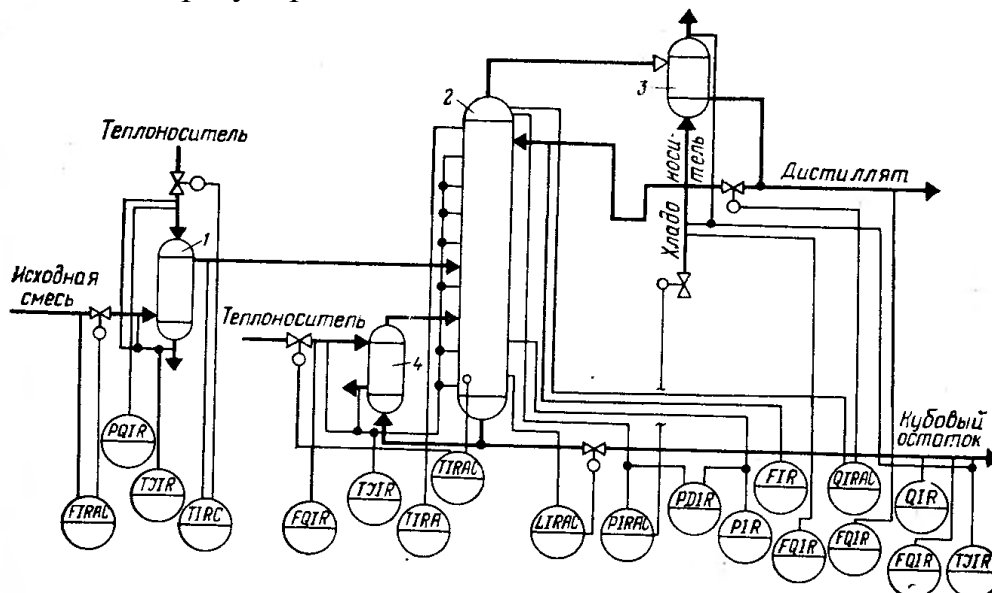 2
3
Теплоноситель
Хладо носи-
тель
Дистиллят
1
Исходная
смесь
Теплоноситель
4
Кубовый
остаток
PQIR
TJIR
FIRAC
TIRC
FQIR
TJIR
TIRA
TIRAC
LIRAC
PIRAC
PDIR
PIR
FIR
FQIR
QIRAC
FQIR
QIR
FQIR
TJIR